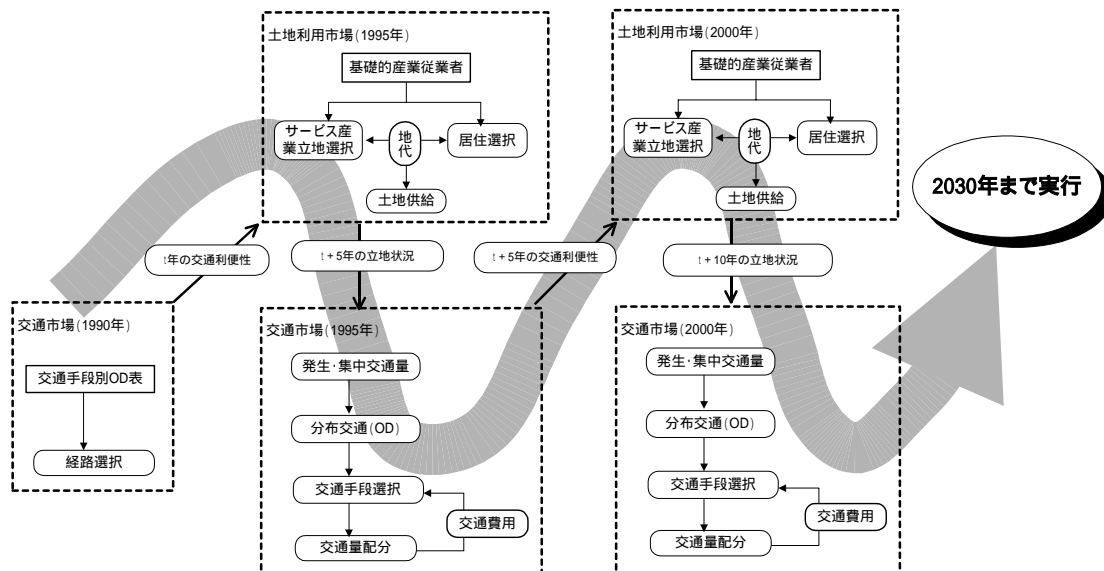 土地利用市場(1995年)
基礎的産業従業者
サービス産
業立地選択
地
代
居住選択
土地供給
土地利用市場(2000年)
基礎的産業従業者
サービス産
業立地選択
地
代
居住選択
土地供給
2030年まで実行
t年の交通利便性
t+5年の立地状況
t+5年の交通利便性
t+10年の立地状況
交通市場(1990年)
交通手段別OD表
経路選択
交通市場(1995年)
発生・集中交通量
分布交通(OD)
交通手段選択
交通費用
交通量配分
交通市場(2000年)
発生・集中交通量
分布交通(OD)
交通手段選択
交通費用
交通量配分